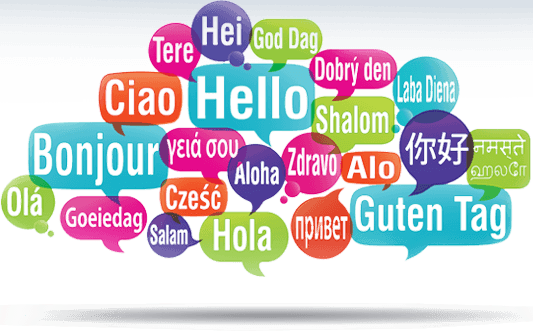 Hei
God Dag
Tere
Dobrý den
Laba Diena
Ciao
Hello
Shalom
Bonjour
γειά σου
Zdravo
你好
नमस्ते
Aloha
Alo
Olá
Goeiedag
Cześć
Salam
Hola
привет
Guten Tag